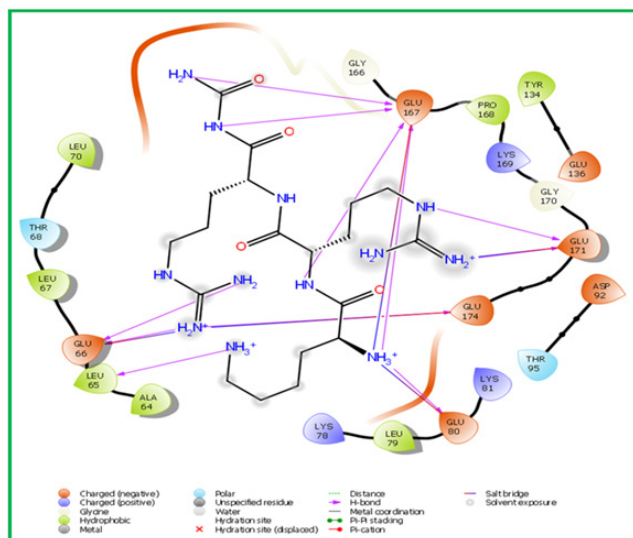 GLY
166
GLU
167
PRO
168
TYR
134
LYS
169
GLU
136
GLY
170
GLU
171
ASP
92
GLU
174
THR
95
LYS
81
GLU
80
LEU
79
LYS
78
LEU
70
THR
68
LEU
67
GLU
66
LEU
65
ALA
64
H₂N
O
HN
O
NH
O
NH
H₂N
NH₂⁺
HN
NH₂
H₂N⁺
HN
O
NH₃⁺
NH₃⁺
Charged (negative)
Charged (positive)
Glycine
Hydrophobic
Metal
Polar
Unspecified residue
Water
Hydration site
Hydration site (displaced)
Distance
H-bond
Metal coordination
Pi-Pi stacking
Pi-cation
Salt bridge
Solvent exposure